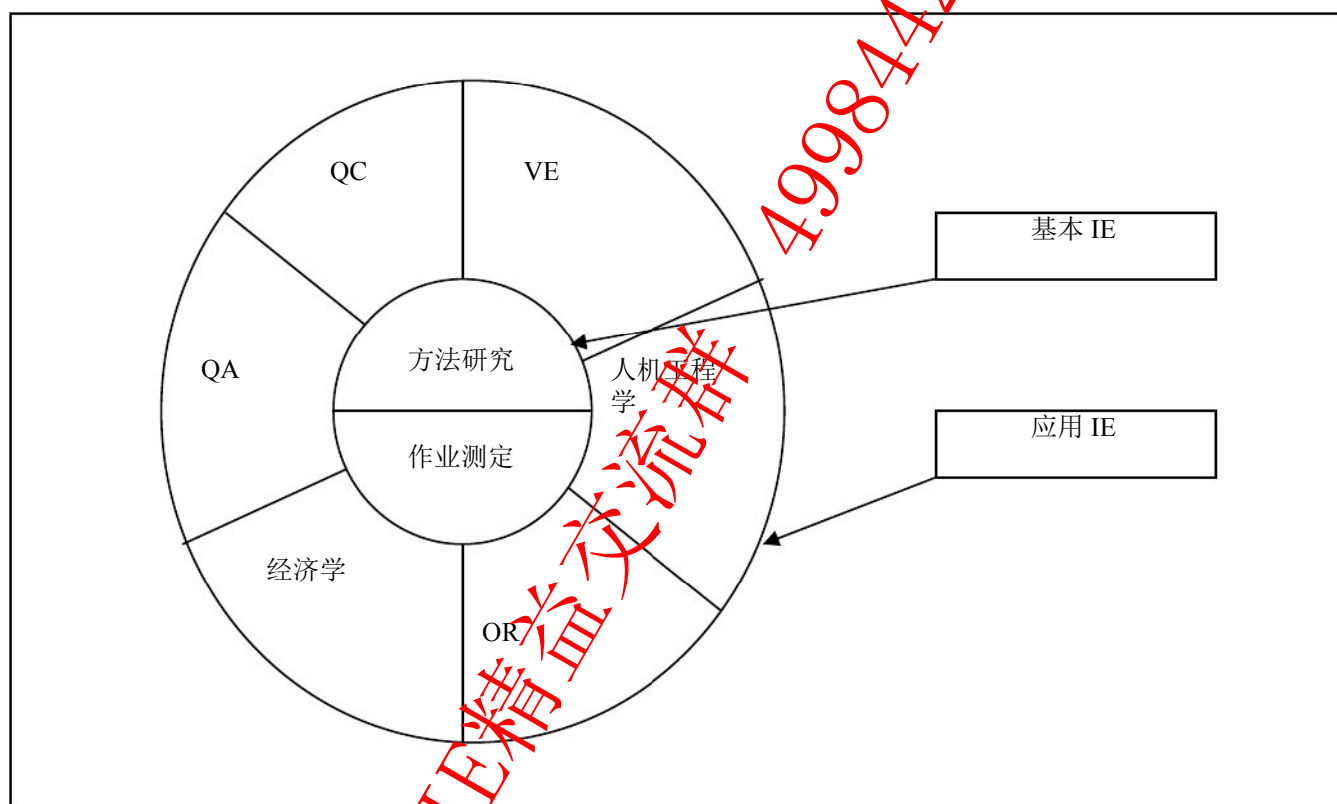 QC
VE
基本 IE
方法研究
QA
人机工程
学
应用 IE
作业测定
经济学
OR
IE精益交流群 499844